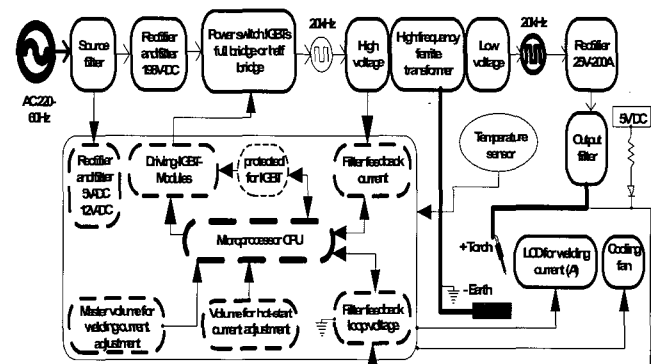 AC220-
60Hz
Source
filter
Rectifier
and filter
198VDC
Power switch IGBTs
full bridge or half
bridge
20kHz
High
voltage
High frequency
ferrite
transformer
Low
voltage
20kHz
Rectifier
25V-200A
Output
filter
5VDC
Temperature
sensor
Rectifier
and filter
5VDC
12VDC
Driving IGBT-
Modules
protected
for IGBT
Filter feedback
current
Microprocessor CPU
+Torch
-Earth
LCD for welding
current (A)
Cooling
fan
Master volume for
welding current
adjustment
Volume for hot-start
current adjustment
Filter feedback
loop voltage